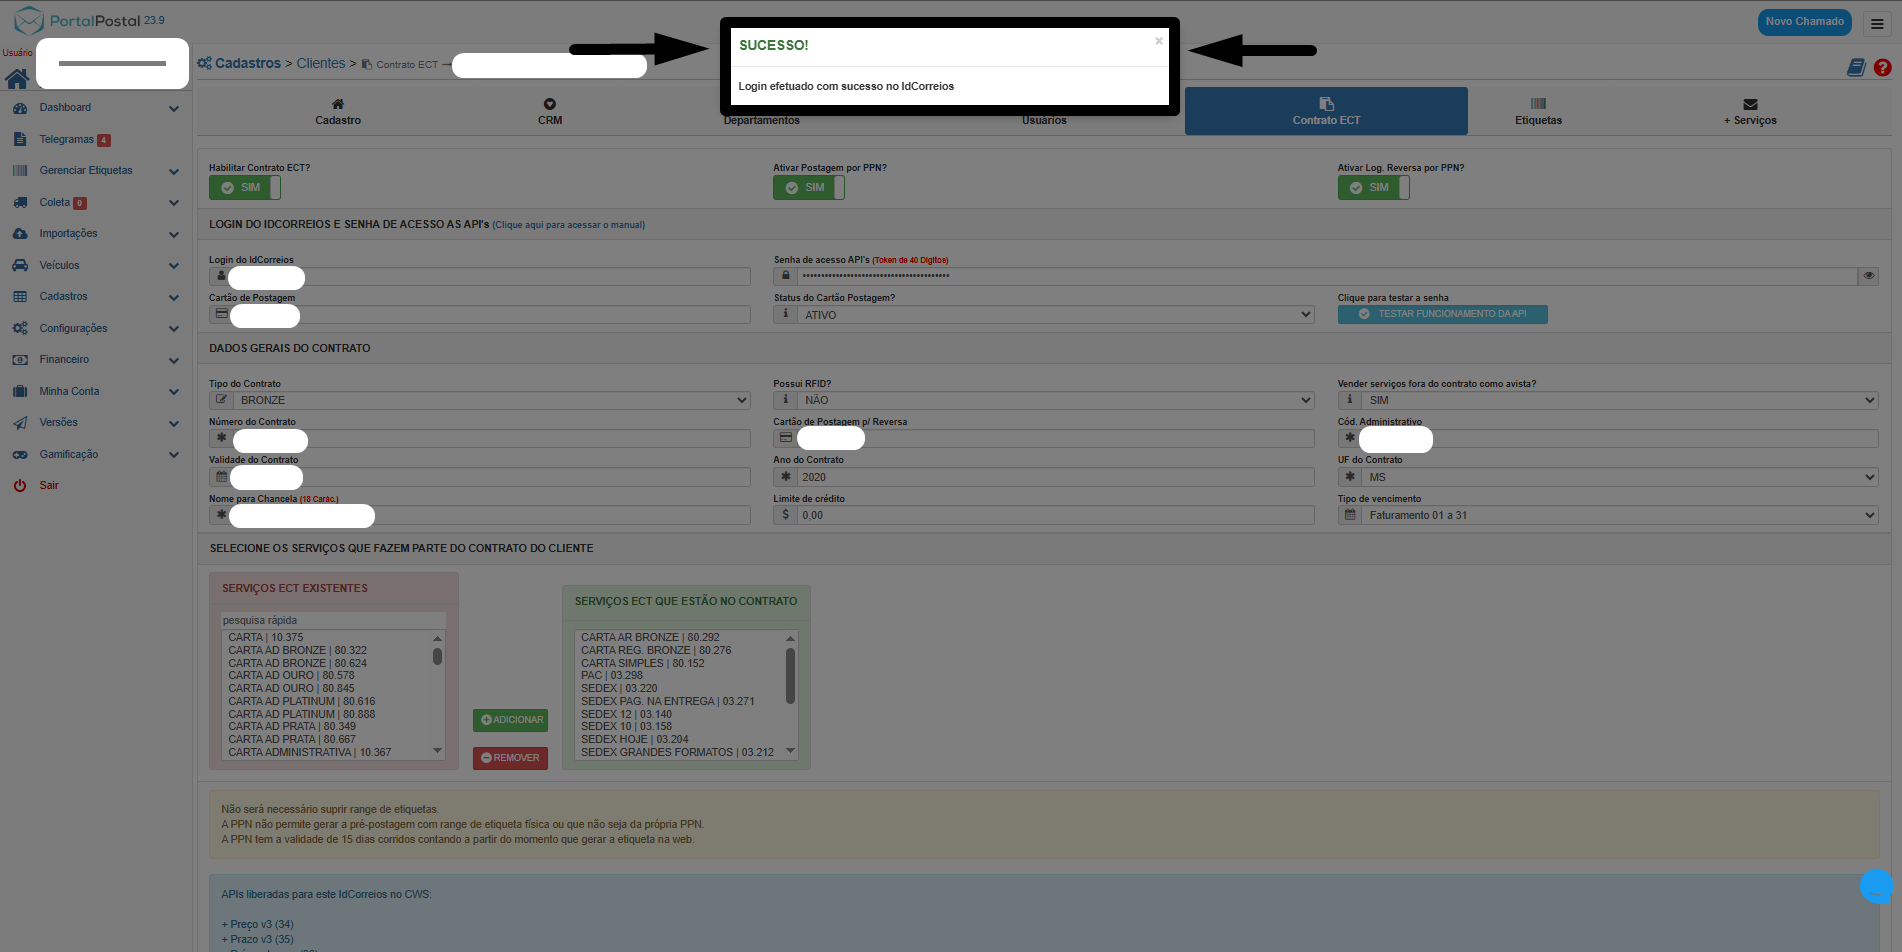 PortalPostal 23.9
Novo Chamado
Usuário
SUCESSO!
×
Login efetuado com sucesso no IdCorreios
Cadastros > Clientes > Contrato ECT →
Dashboard
Telegramas 4
Gerenciar Etiquetas
Coleta 0
Importações
Veículos
Cadastros
Configurações
Financeiro
Minha Conta
Versões
Gamificação
Sair
Cadastro
CRM
Departamentos
Usuários
Contrato ECT
Etiquetas
+ Serviços
Habilitar Contrato ECT?
SIM
Ativar Postagem por PPN?
SIM
Ativar Log. Reversa por PPN?
SIM
LOGIN DO IDCORREIOS E SENHA DE ACESSO AS API's (Clique aqui para acessar o manual)
Login do IdCorreios
Senha de acesso API's (Token de 40 Digitos)
Cartão de Postagem
Status do Cartão Postagem?
ATIVO
Clique para testar a senha
TESTAR FUNCIONAMENTO DA API
DADOS GERAIS DO CONTRATO
Tipo do Contrato
BRONZE
Possui RFID?
NÃO
Vender serviços fora do contrato como avista?
SIM
Número do Contrato
Cartão de Postagem p/ Reversa
Cód. Administrativo
Validade do Contrato
Ano do Contrato
2020
UF do Contrato
MS
Nome para Chancela (18 Carác.)
Limite de crédito
0,00
Tipo de vencimento
Faturamento 01 a 31
SELECIONE OS SERVIÇOS QUE FAZEM PARTE DO CONTRATO DO CLIENTE
SERVIÇOS ECT EXISTENTES
pesquisa rápida
CARTA | 10.375
CARTA AD BRONZE | 80.322
CARTA AD BRONZE | 80.624
CARTA AD OURO | 80.578
CARTA AD OURO | 80.845
CARTA AD PLATINUM | 80.616
CARTA AD PLATINUM | 80.888
CARTA AD PRATA | 80.349
CARTA AD PRATA | 80.667
CARTA ADMINISTRATIVA | 10.367
ADICIONAR
REMOVER
SERVIÇOS ECT QUE ESTÃO NO CONTRATO
CARTA AR BRONZE | 80.292
CARTA REG. BRONZE | 80.276
CARTA SIMPLES | 80.152
PAC | 03.298
SEDEX | 03.220
SEDEX PAG. NA ENTREGA | 03.271
SEDEX 12 | 03.140
SEDEX 10 | 03.158
SEDEX HOJE | 03.204
SEDEX GRANDES FORMATOS | 03.212
Não será necessário suprir range de etiquetas.
A PPN não permite gerar a pré-postagem com range de etiqueta física ou que não seja da própria PPN.
A PPN tem a validade de 15 dias corridos contando a partir do momento que gerar a etiqueta na web.
APIs liberadas para este IdCorreios no CWS:
+ Preço v3 (34)
+ Prazo v3 (35)